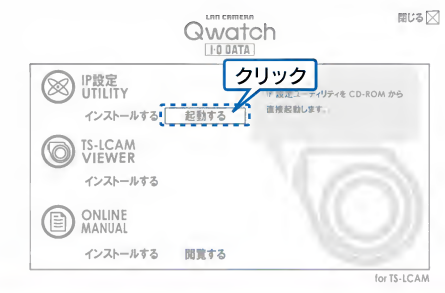 LAN CAMERA
Qwatch
I-O DATA
閉じる
クリック
IP設定
UTILITY
インストールする 起動する
IP 設定ユーティリティを CD-ROM から
直接起動します。
TS-LCAM
VIEWER
インストールする
ONLINE
MANUAL
インストールする 閲覧する
for TS-LCAM